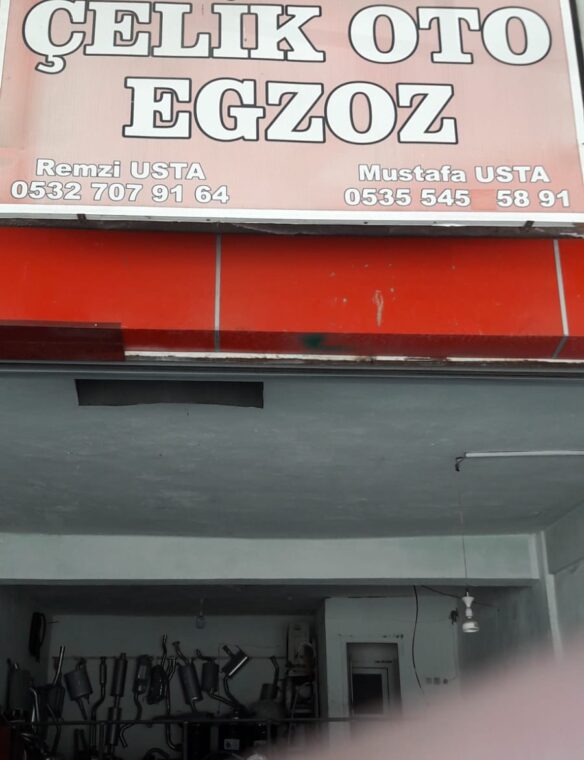 ÇELİK OTO
EGZOZ
Remzi USTA
0532 707 91 64
Mustafa USTA
0535 545 58 91